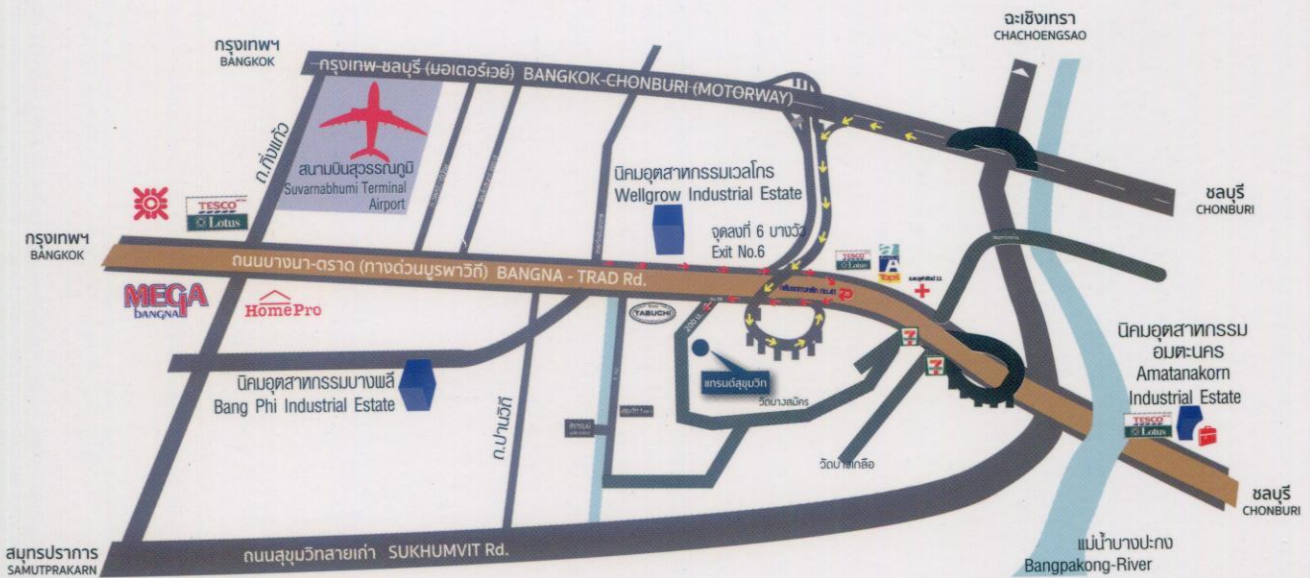 ฉะเชิงเทรา
CHACHOENGSAO
กรุงเทพฯ
BANGKOK
กรุงเทพ-ชลบุรี (มอเตอร์เวย์) BANGKOK-CHONBURI (MOTORWAY)
ถ.กิ่งแก้ว
สนามบินสุวรรณภูมิ
Suvarnabhumi Terminal
Airport
นิคมอุตสาหกรรมเวลโกร
Wellgrow Industrial Estate
ชลบุรี
CHONBURI
TESCO
Lotus
จุดลงที่ 6 บางวัว
Exit No.6
กรุงเทพฯ
BANGKOK
ถนนบางนา-ตราด (ทางด่วนบูรพาวิถี) BANGNA - TRAD Rd.
TESCO
Lotus
Tops
MEGA
BANGNA
HomePro
TABUCHI
200 ม.
7
7
แกรนด์สุขุมวิท
วัดบางสมัคร
นิคมอุตสาหกรรม
อมตะนคร
Amatanakorn
Industrial Estate
TESCO
Lotus
นิคมอุตสาหกรรมบางพลี
Bang Phi Industrial Estate
ถ.ปานวิถี
ชลบุรี
CHONBURI
สมุทรปราการ
SAMUTPRAKARN
ถนนสุขุมวิทสายเก่า SUKHUMVIT Rd.
แม่น้ำบางปะกง
Bangpakong-River